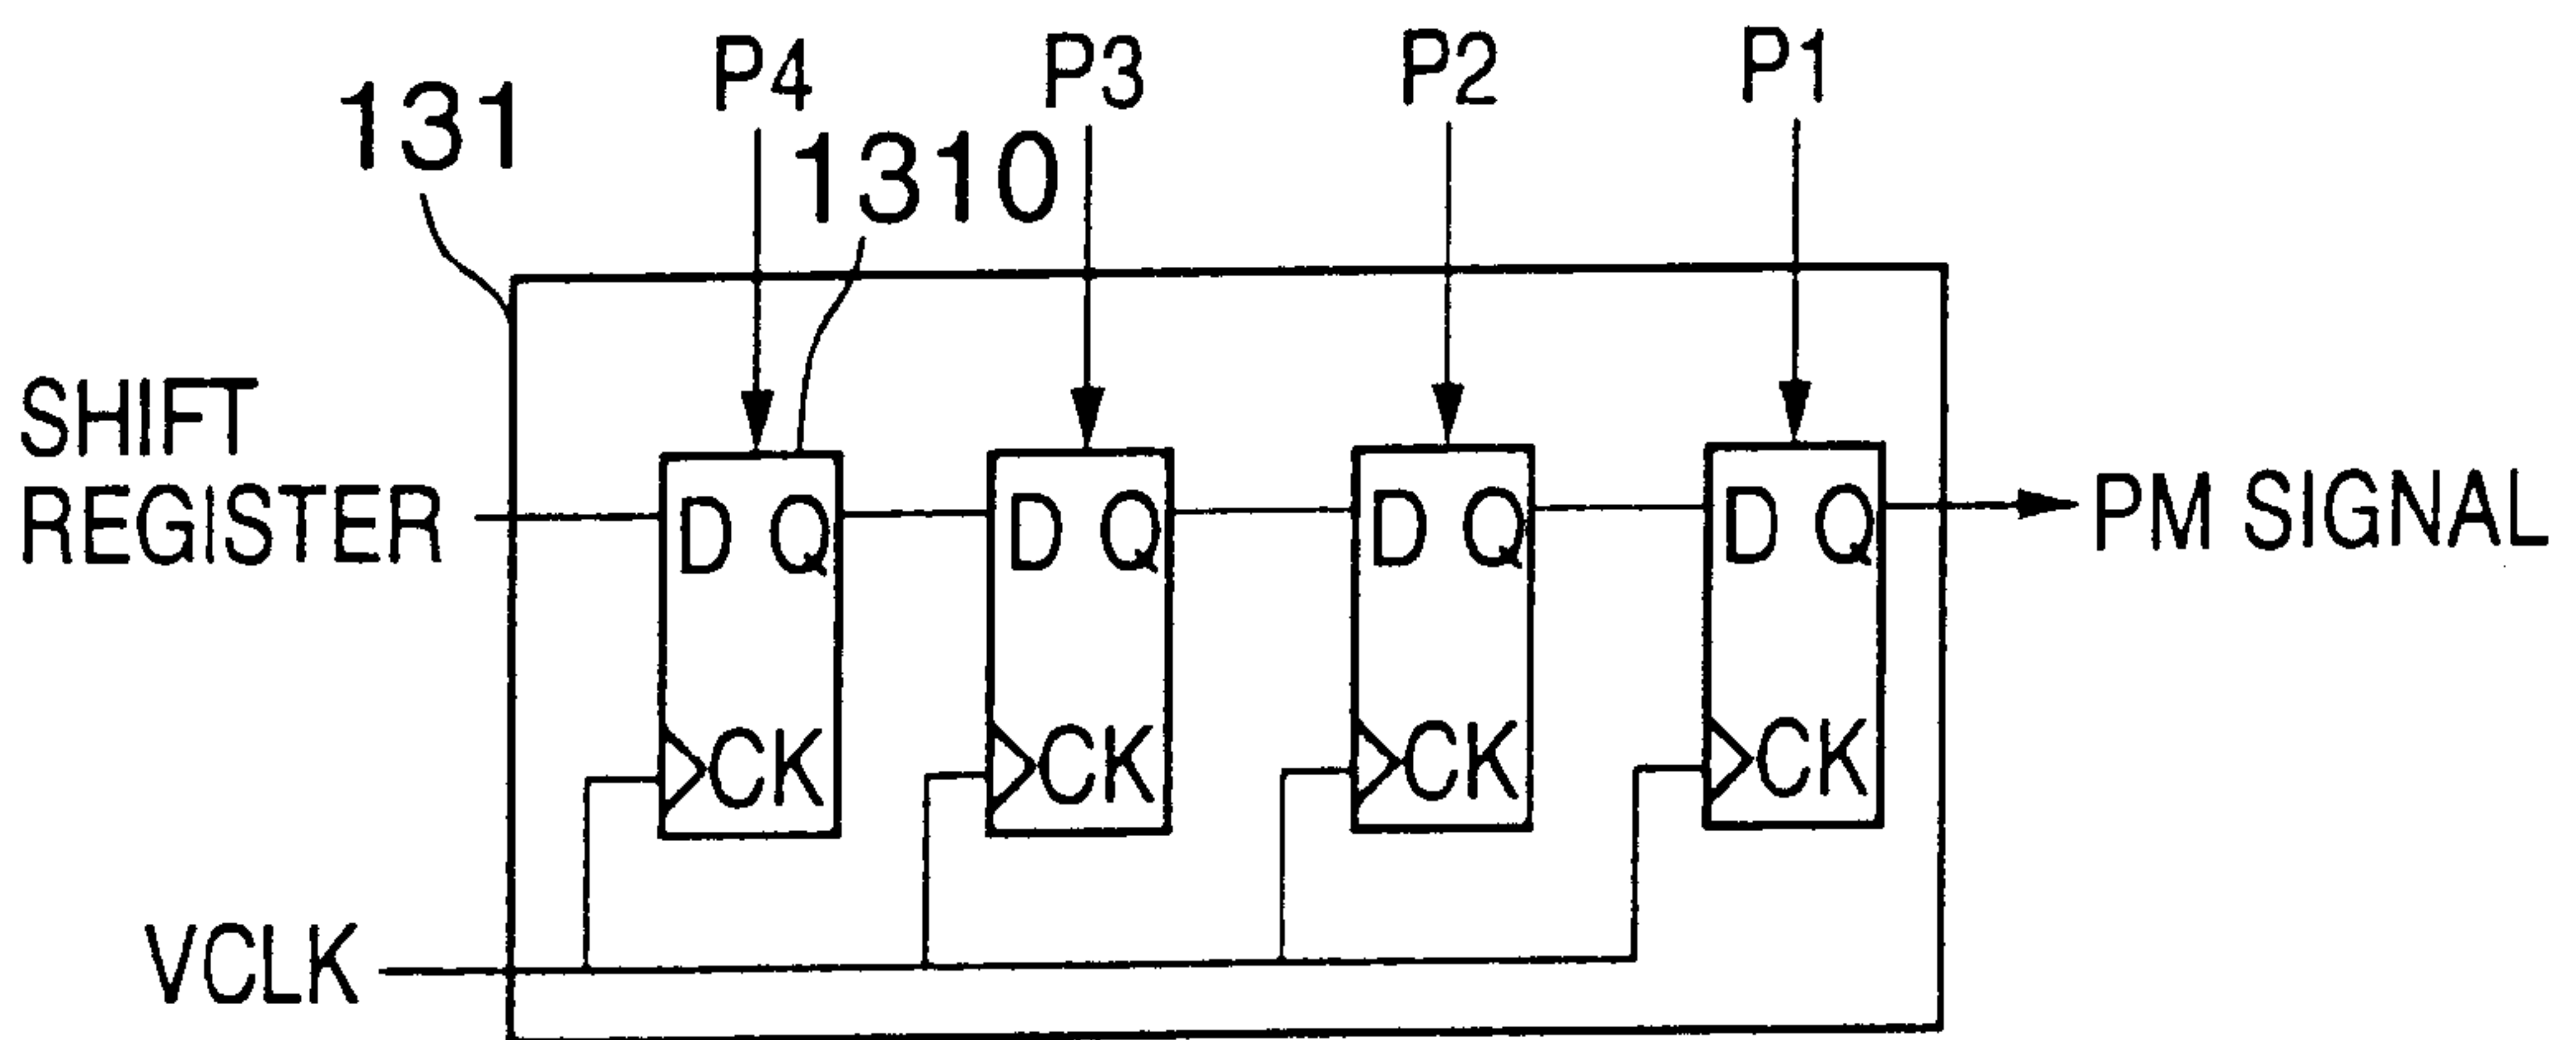 P4 P3 P2 P1
131
1310
SHIFT
REGISTER
D Q D Q D Q D Q
PM SIGNAL
CK CK CK CK
VCLK